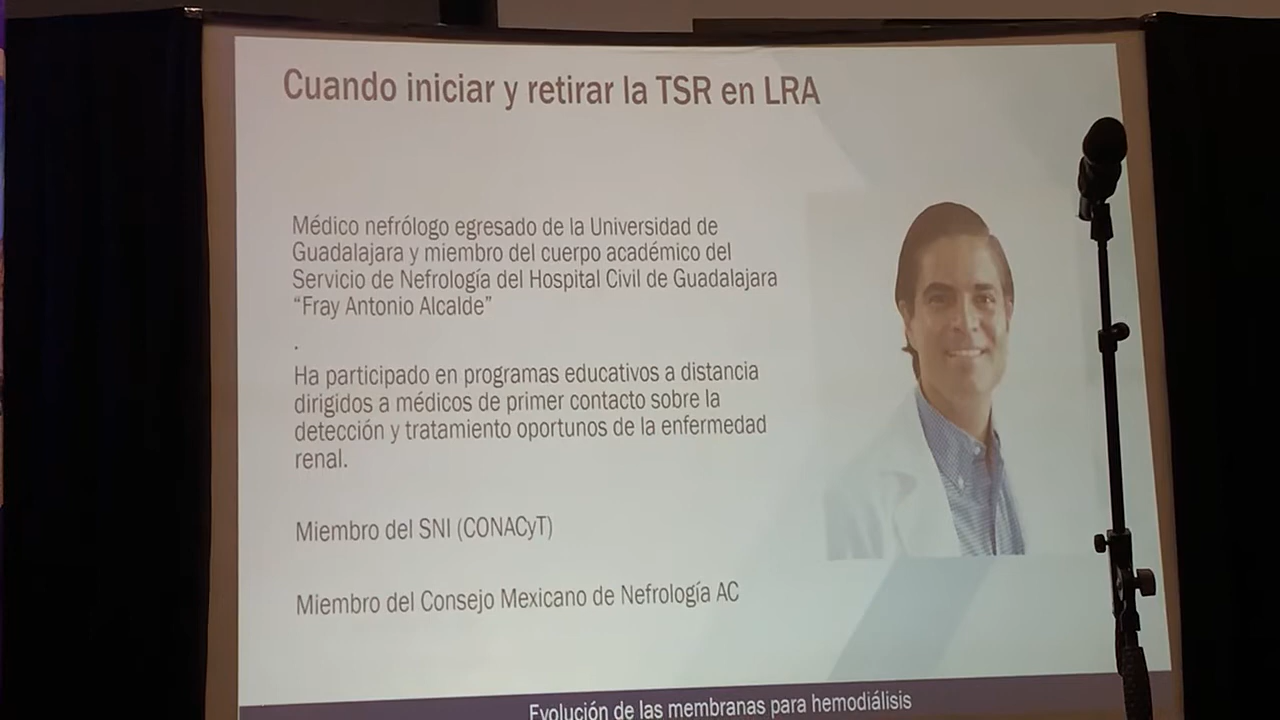 Cuando iniciar y retirar la TSR en LRA
Médico nefrólogo egresado de la Universidad de
Guadalajara y miembro del cuerpo académico del
Servicio de Nefrología del Hospital Civil de Guadalajara
“Fray Antonio Alcalde”
.
Ha participado en programas educativos a distancia
dirigidos a médicos de primer contacto sobre la
detección y tratamiento oportunos de la enfermedad
renal.
Miembro del SNI (CONACyT)
Miembro del Consejo Mexicano de Nefrología AC
Evolución de las membranas para hemodiálisis